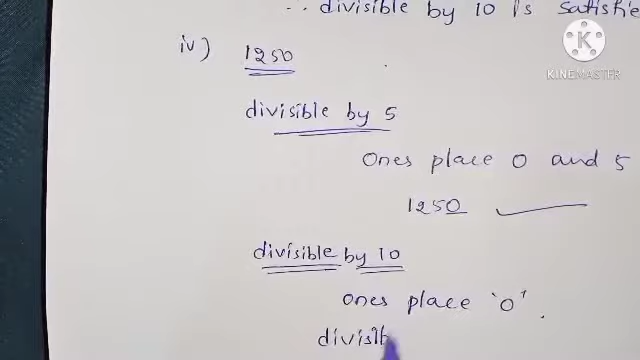 ∴ divisible by 10 is satisfie
iv) 1250
KINEMASTER
divisible by 5
Ones place 0 and 5
1250
divisible by 10
Ones place '0'.
divisib